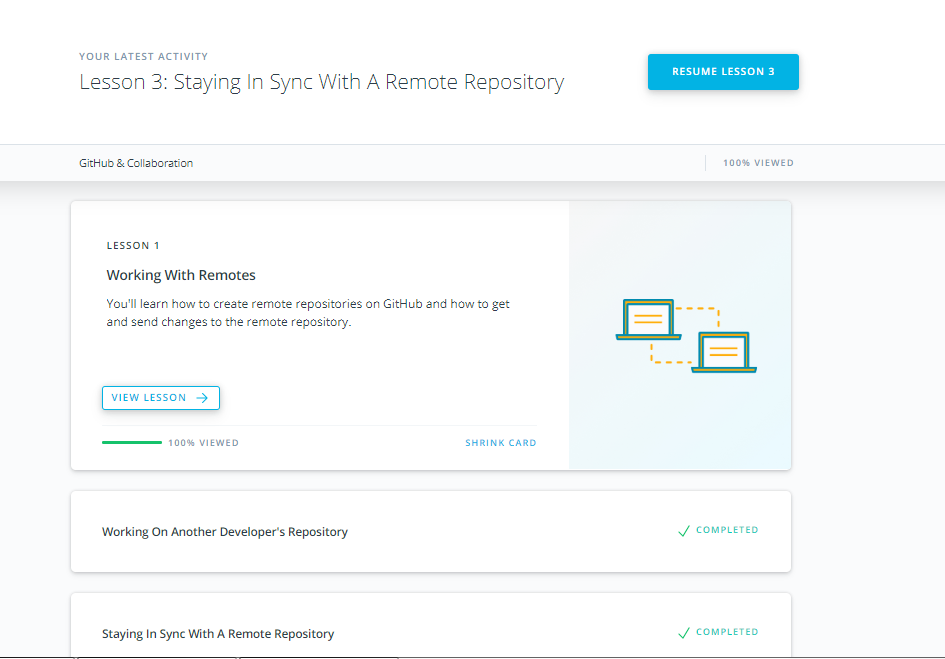 YOUR LATEST ACTIVITY
Lesson 3: Staying In Sync With A Remote Repository
RESUME LESSON 3
GitHub & Collaboration
100% VIEWED
LESSON 1
Working With Remotes
You'll learn how to create remote repositories on GitHub and how to get
and send changes to the remote repository.
VIEW LESSON
100% VIEWED
SHRINK CARD
Working On Another Developer's Repository
COMPLETED
Staying In Sync With A Remote Repository
COMPLETED